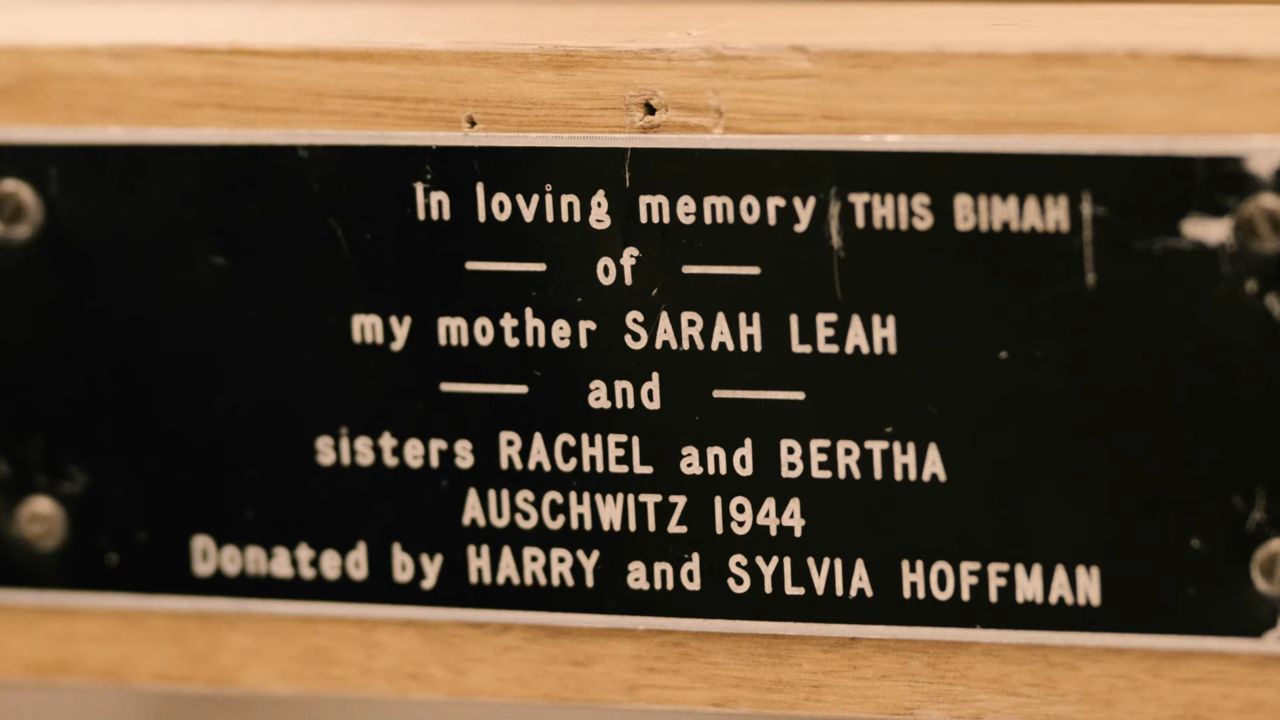 In loving memory THIS BIMAH
— of —
my mother SARAH LEAH
— and —
sisters RACHEL and BERTHA
AUSCHWITZ 1944
Donated by HARRY and SYLVIA HOFFMAN